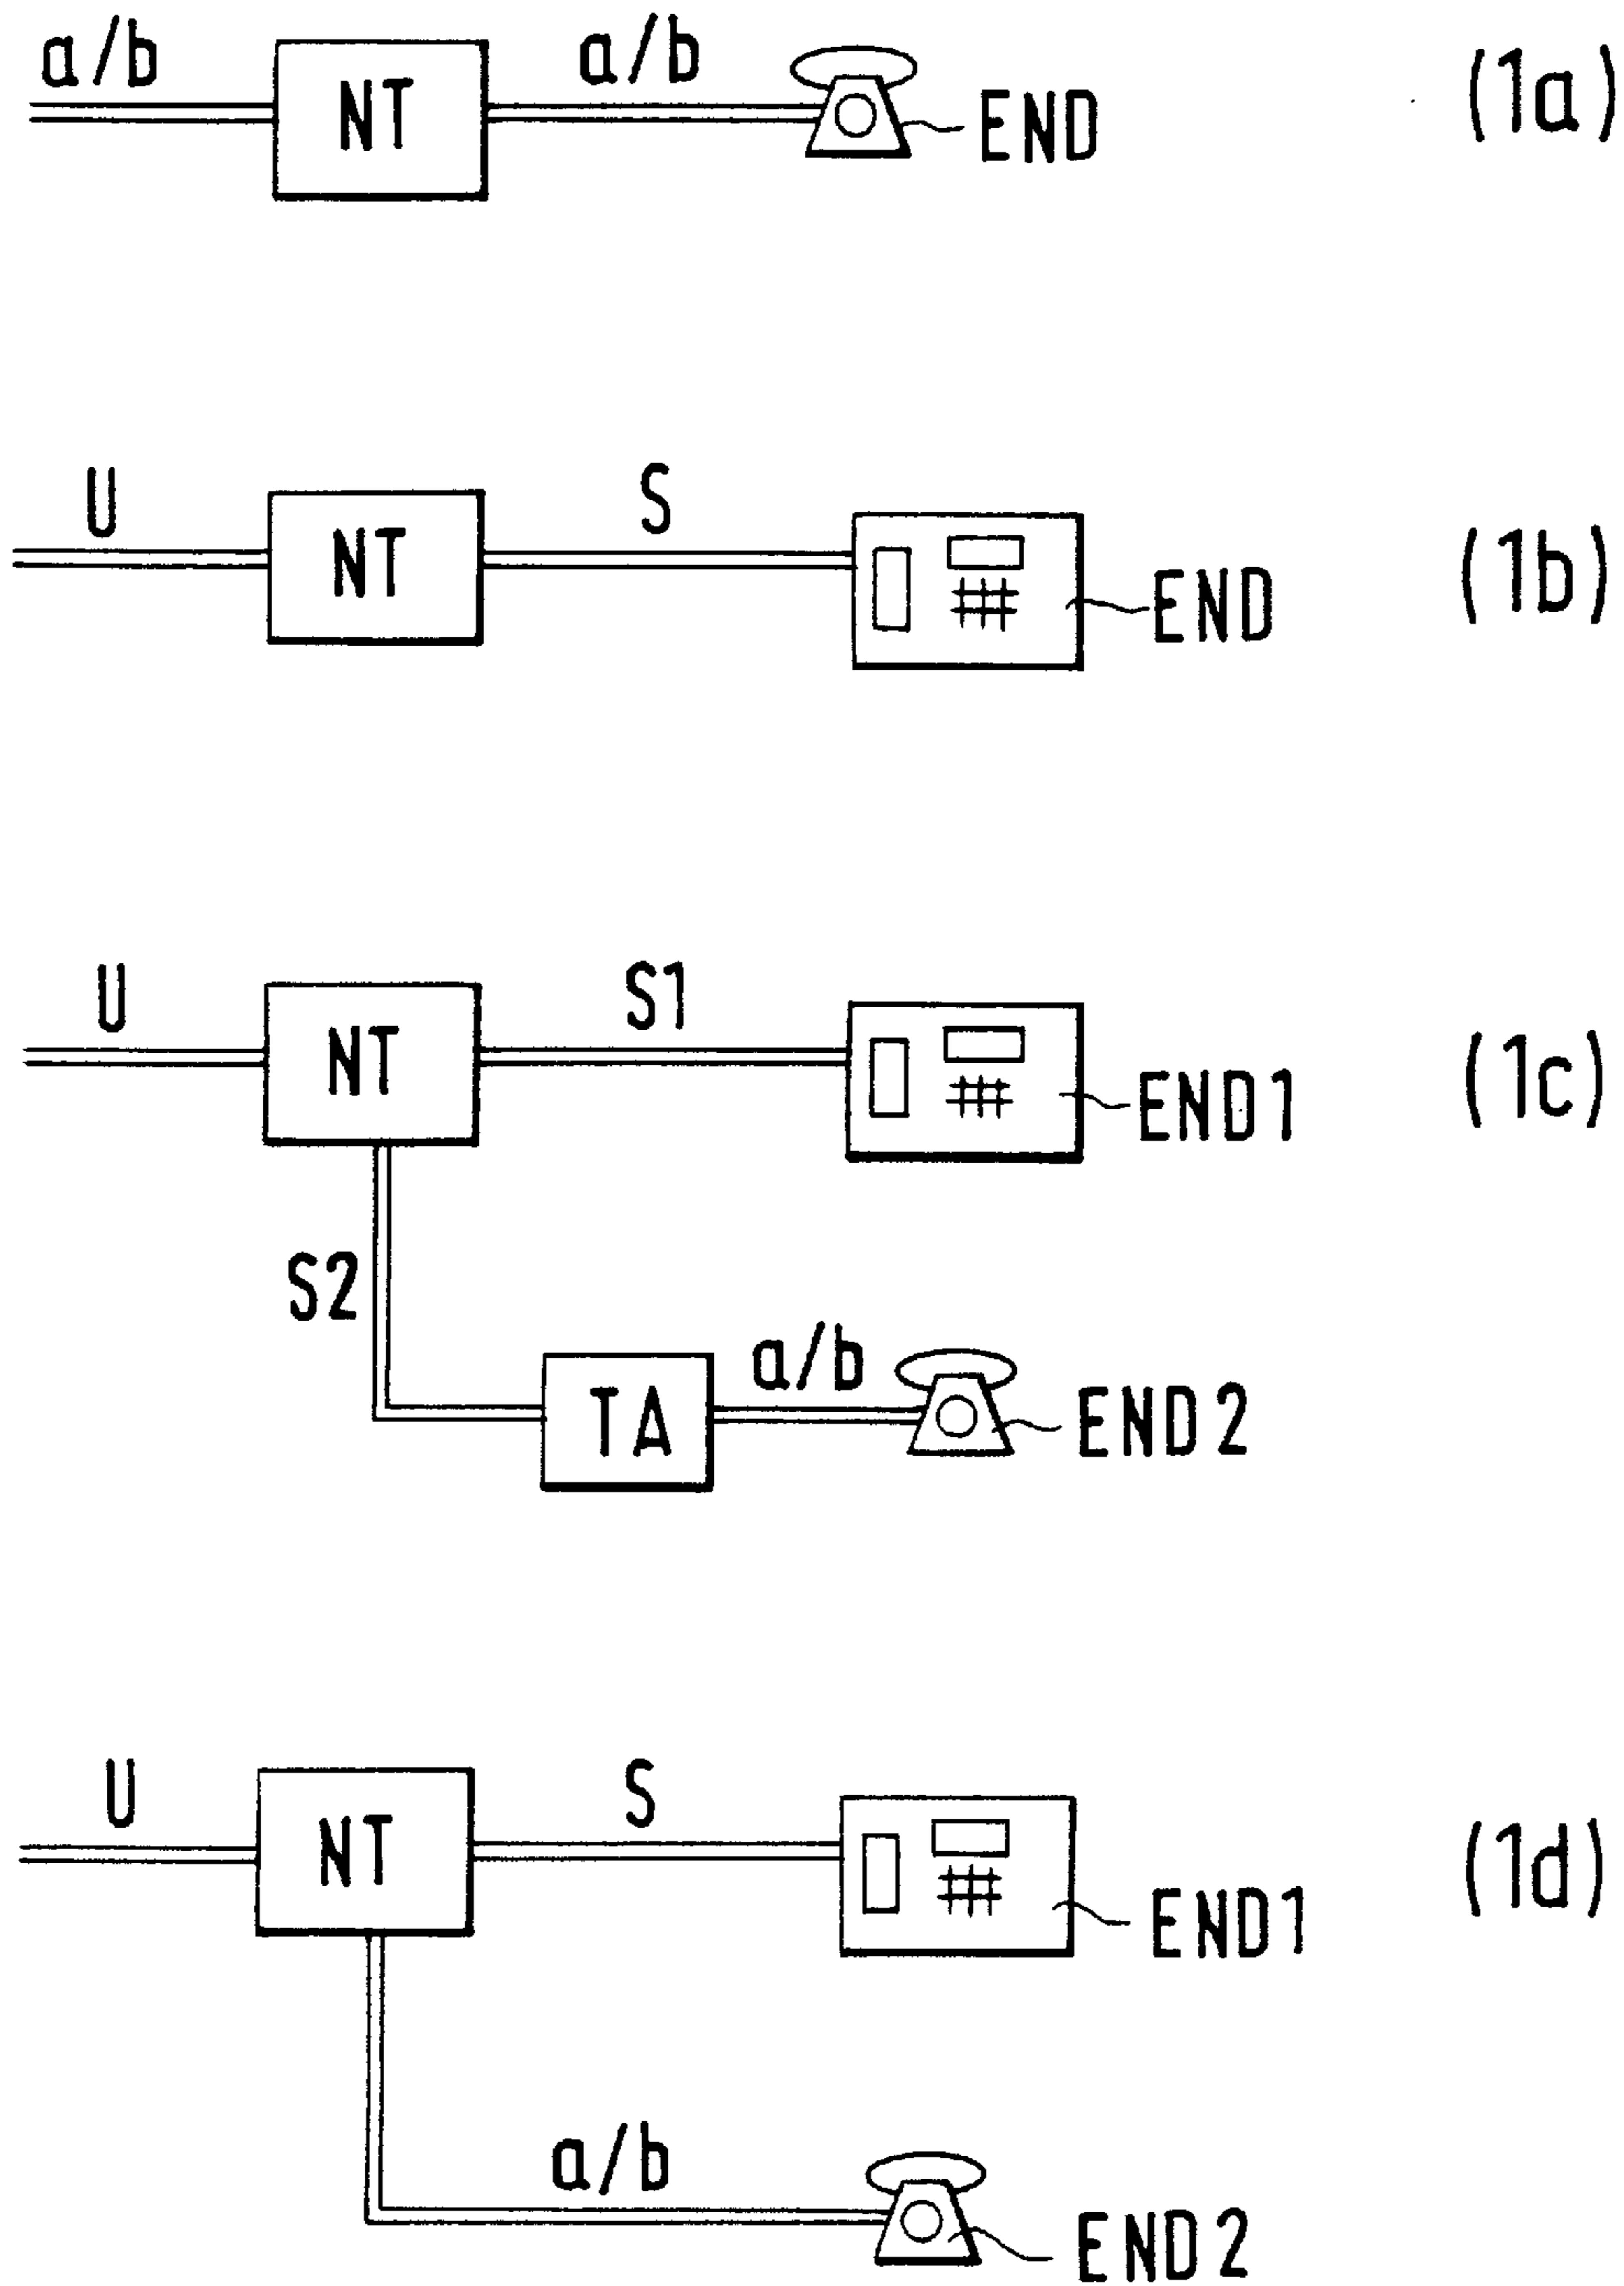 a/b NT a/b END (1a)
U NT S END (1b)
U NT S1 END1 (1c)
S2 TA a/b END2
U NT S END1 (1d)
a/b END2